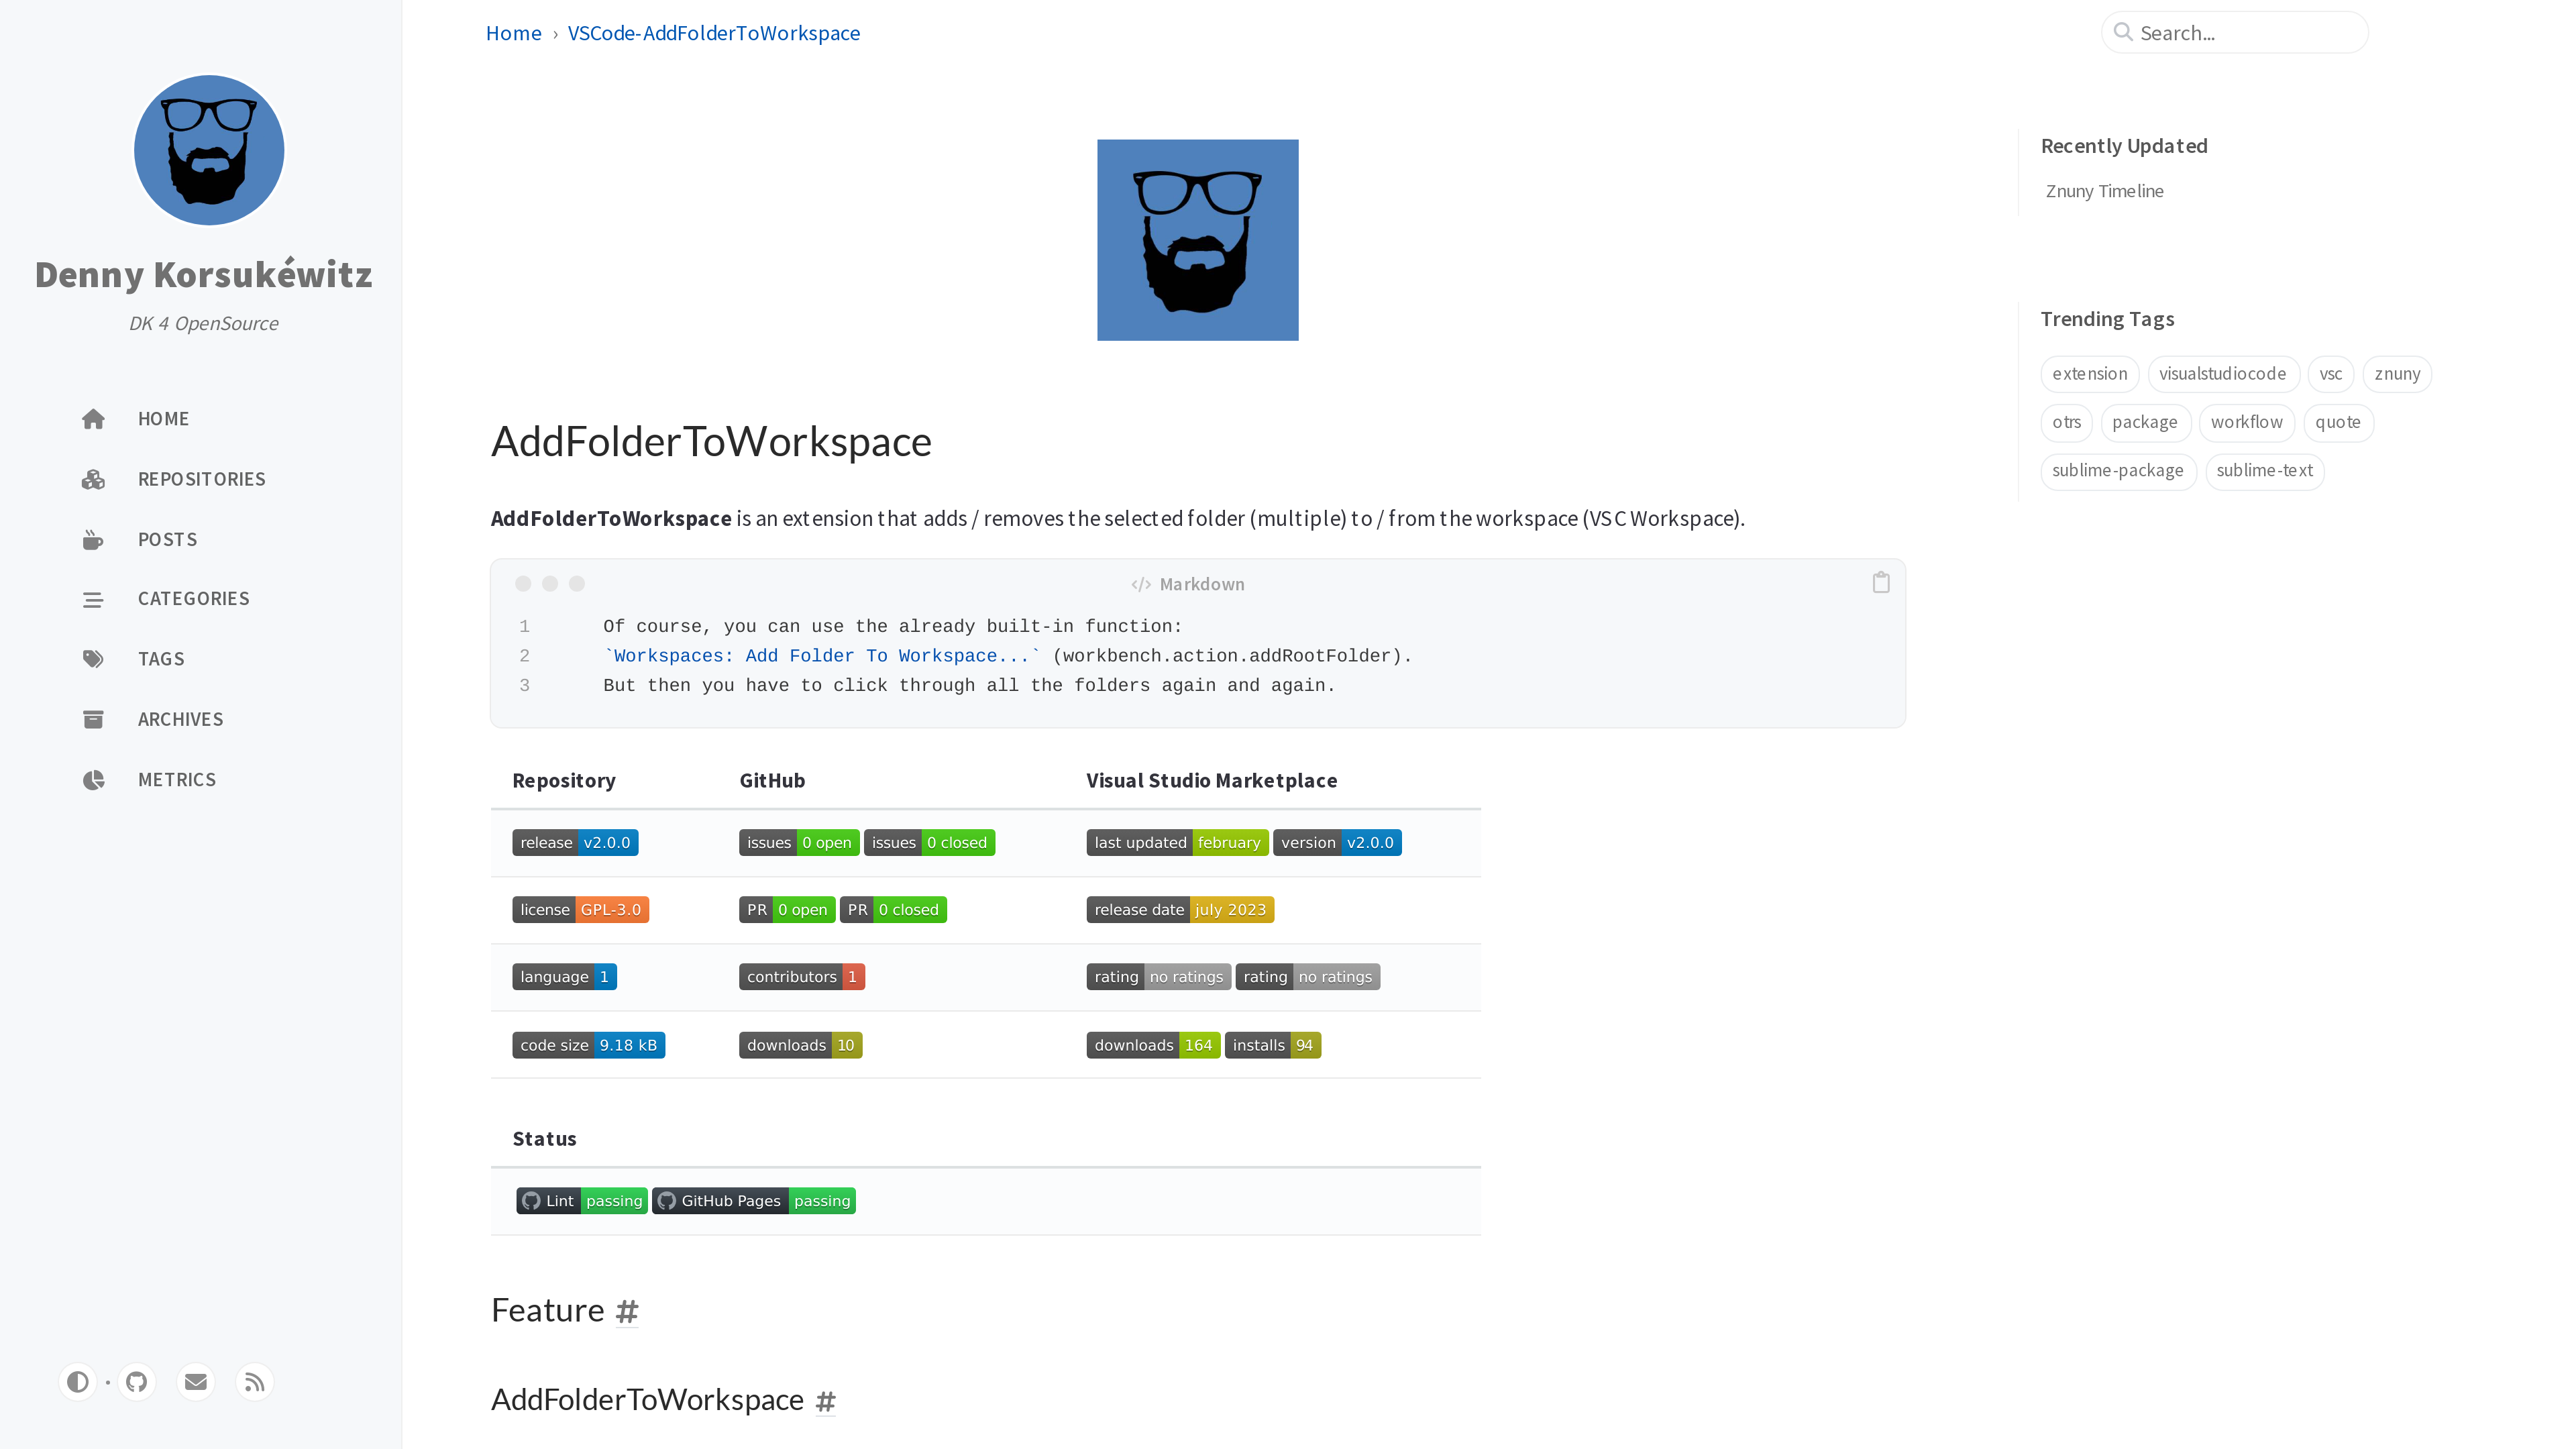 Denny Korsukéwitz
DK 4 OpenSource
HOME
REPOSITORIES
POSTS
CATEGORIES
TAGS
ARCHIVES
METRICS
Home › VSCode-AddFolderToWorkspace
Search...
AddFolderToWorkspace
AddFolderToWorkspace is an extension that adds / removes the selected folder (multiple) to / from the workspace (VSC Workspace).
Markdown
1 Of course, you can use the already built-in function:
2 `Workspaces: Add Folder To Workspace...` (workbench.action.addRootFolder).
3 But then you have to click through all the folders again and again.
Repository GitHub Visual Studio Marketplace
release v2.0.0 issues 0 open issues 0 closed last updated february version v2.0.0
license GPL-3.0 PR 0 open PR 0 closed release date july 2023
language 1 contributors 1 rating no ratings rating no ratings
code size 9.18 kB downloads 10 downloads 164 installs 94
Status
Lint passing GitHub Pages passing
Feature #
AddFolderToWorkspace #
Recently Updated
Znuny Timeline
Trending Tags
extension visualstudiocode vsc znuny
otrs package workflow quote
sublime-package sublime-text